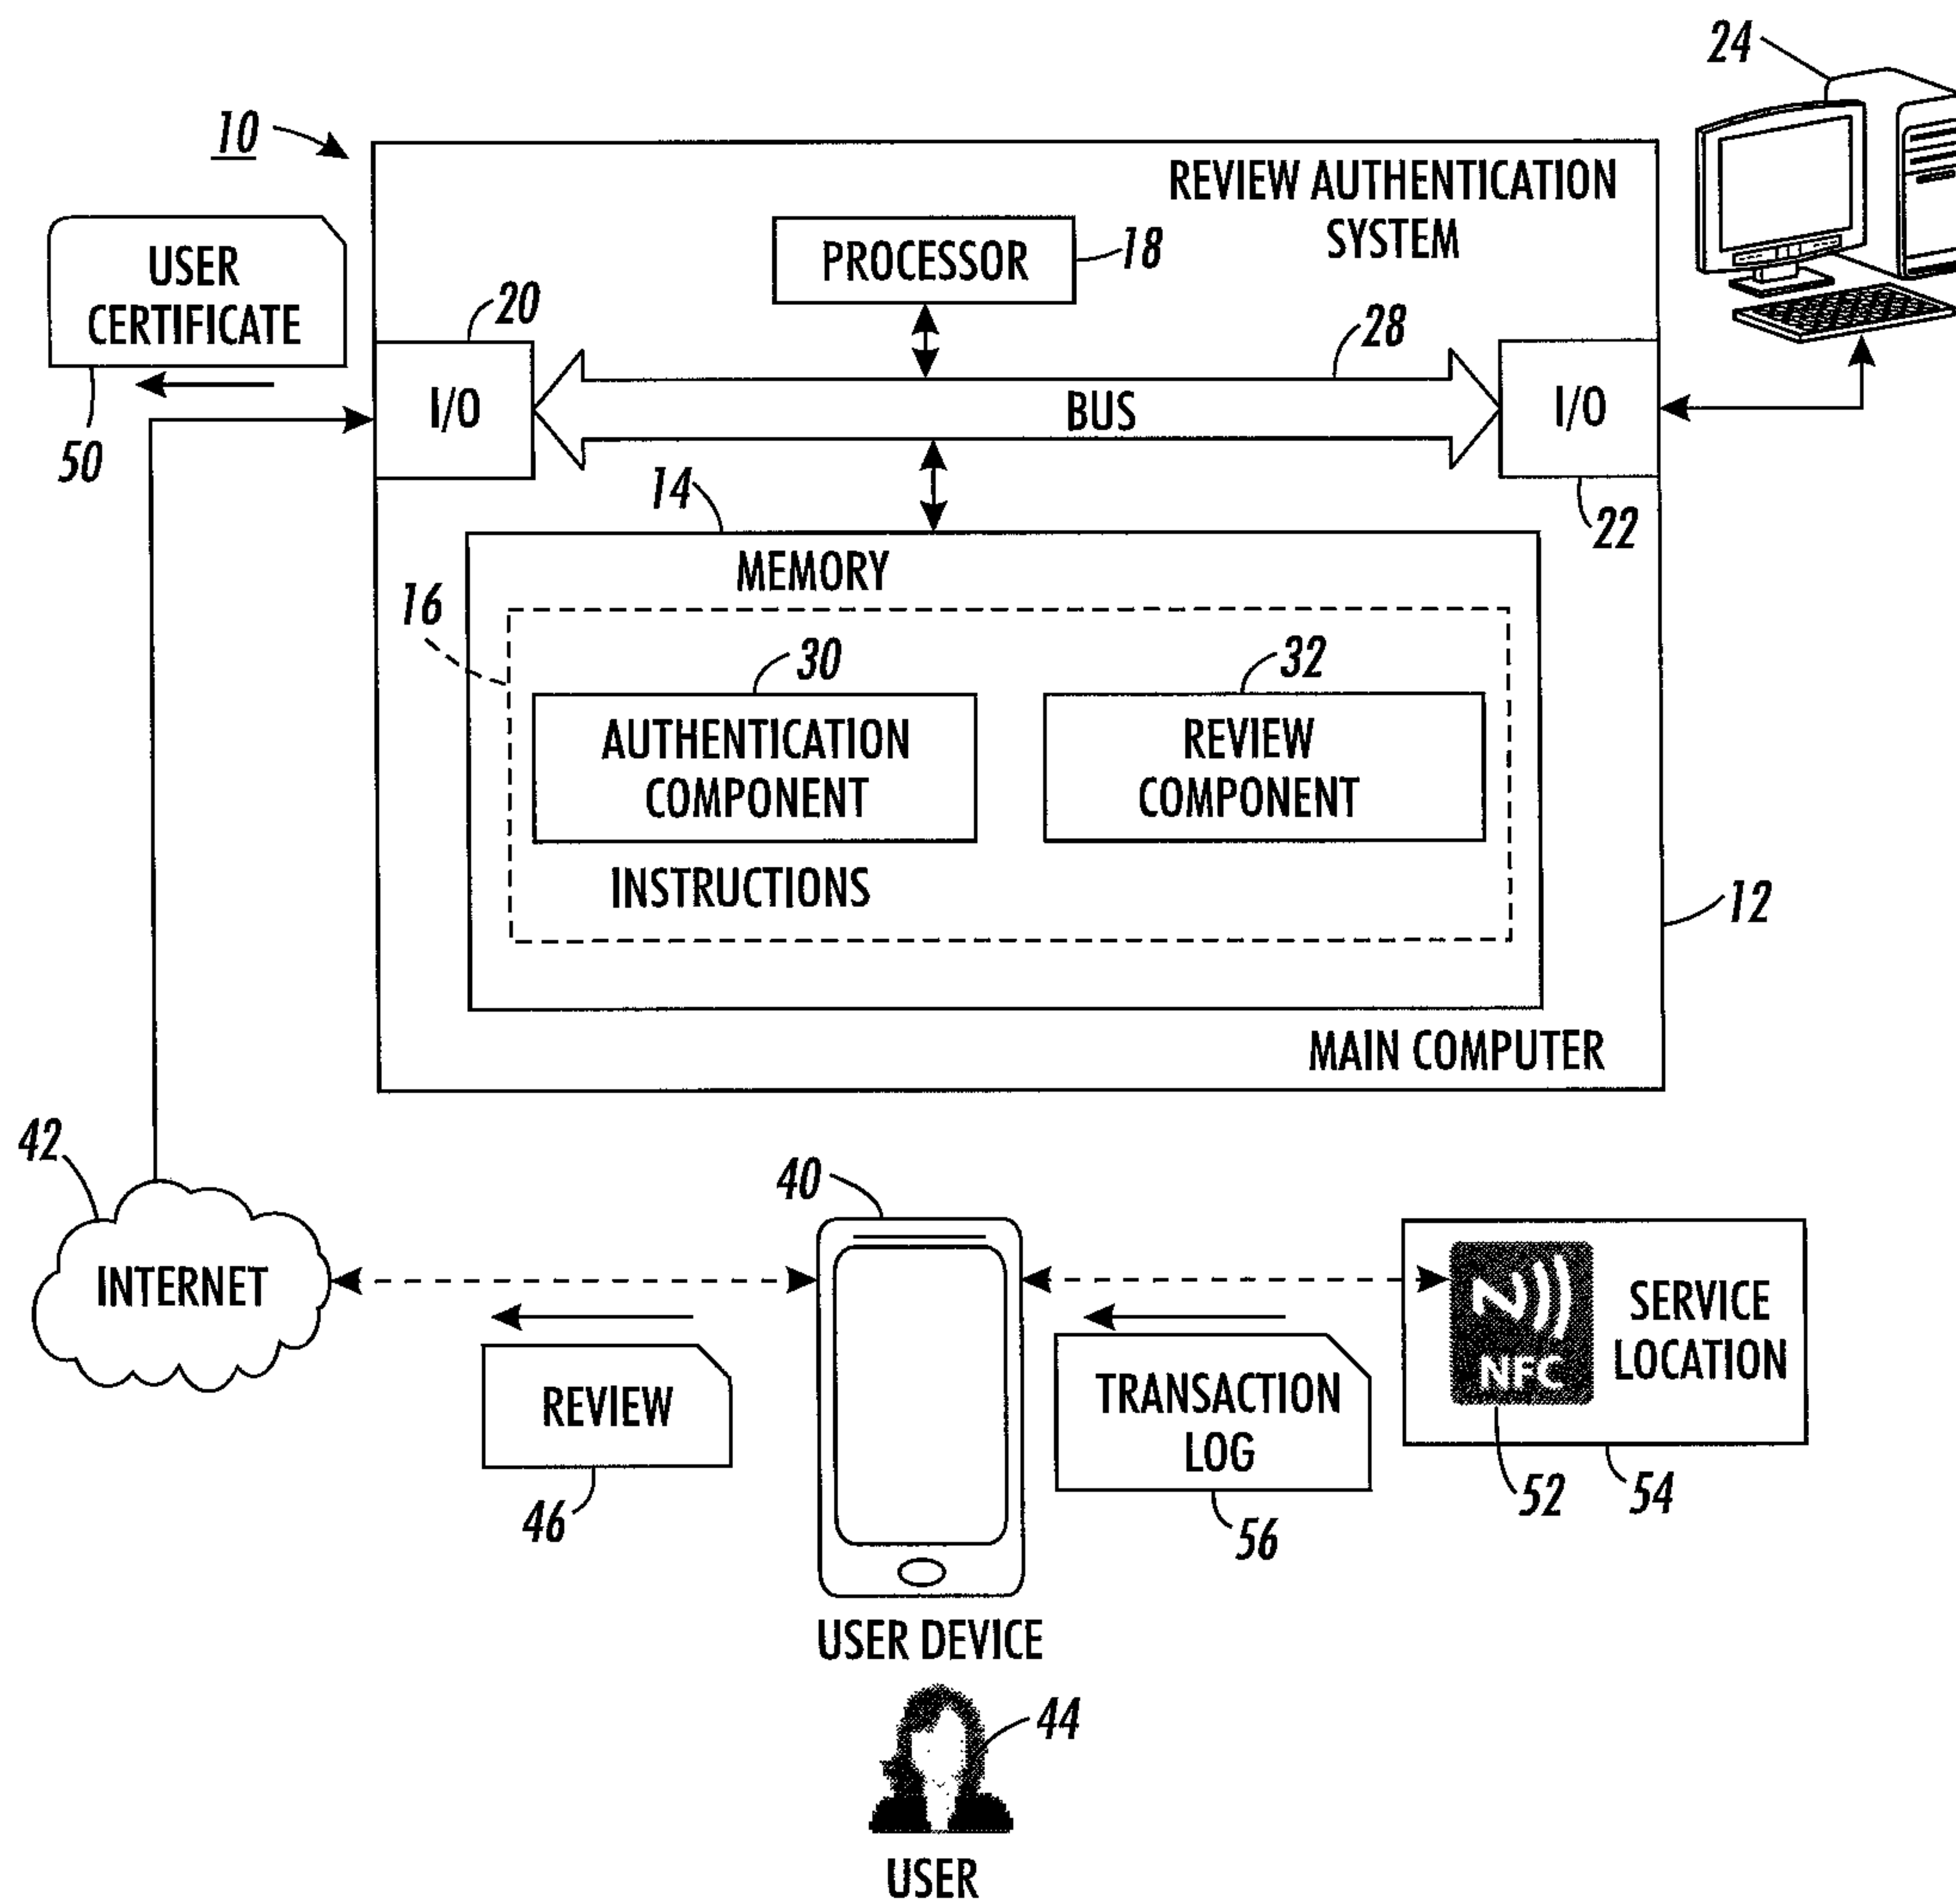 24
10
REVIEW AUTHENTICATION
SYSTEM
PROCESSOR
18
USER
CERTIFICATE
50
20
I/O
28
BUS
I/O
22
14
MEMORY
16
30
32
AUTHENTICATION
COMPONENT
REVIEW
COMPONENT
INSTRUCTIONS
12
MAIN COMPUTER
42
INTERNET
40
REVIEW
46
TRANSACTION
LOG
56
NFC
SERVICE
LOCATION
52
54
USER DEVICE
44
USER